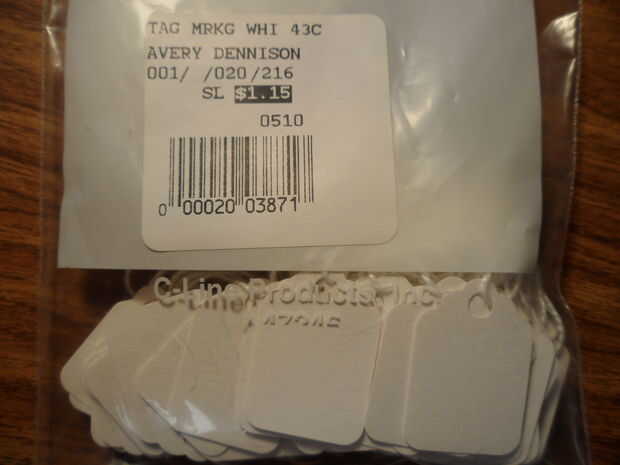 TAG MRKG WHI 43C
AVERY DENNISON
001/ /020/216
SL $1.15
0510
0 00020 03871
C-Line Products, Inc
47246